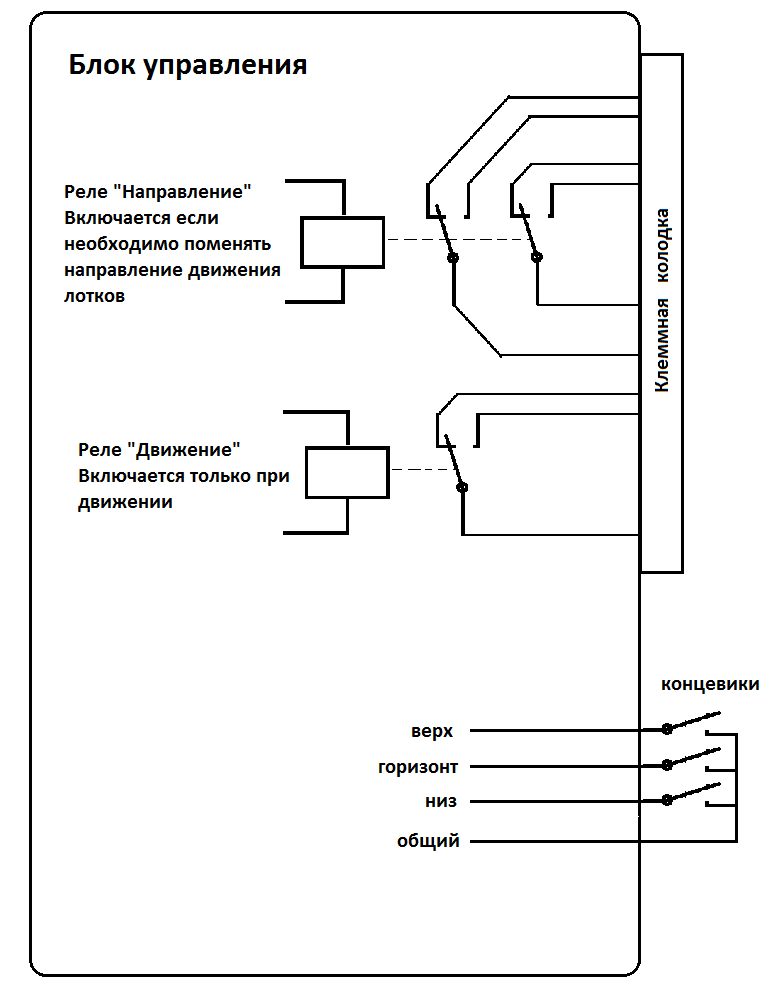 Блок управления
Реле "Направление"
Включается если
необходимо поменять
направление движения
лотков
Клеммная колодка
Реле "Движение"
Включается только при
движении
концевики
верх
горизонт
низ
общий